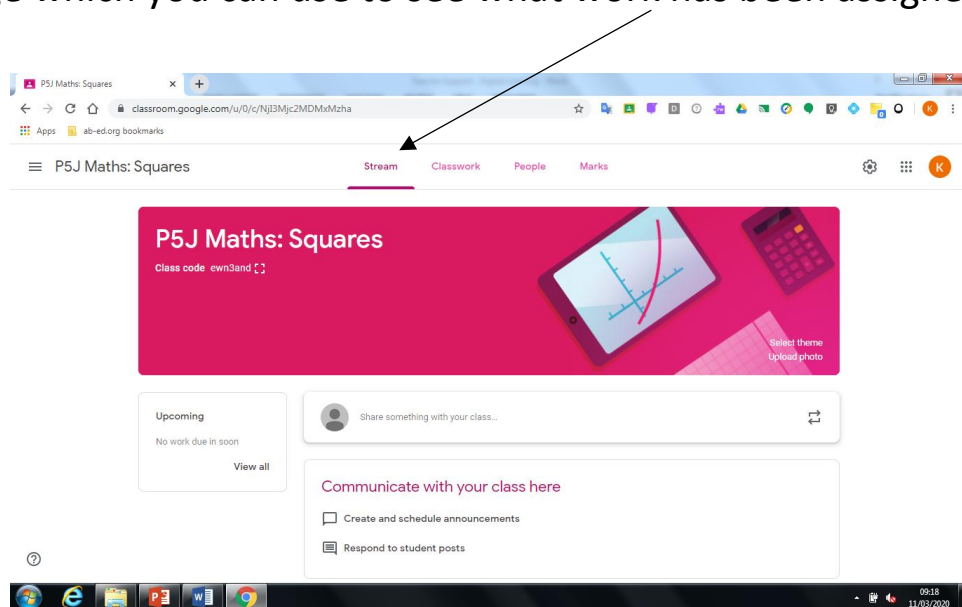 which you can use to see what work has been assigne
P5J Maths: Squares
classroom.google.com/u/0/c/NjI3Mjc2MDMxMzha
Apps ab-ed.org bookmarks
P5J Maths: Squares Stream Classwork People Marks K
P5J Maths: Squares
Class code ewn3and
Select theme
Upload photo
Upcoming
No work due in soon
View all
Share something with your class...
Communicate with your class here
Create and schedule announcements
Respond to student posts
09:18
11/03/2020